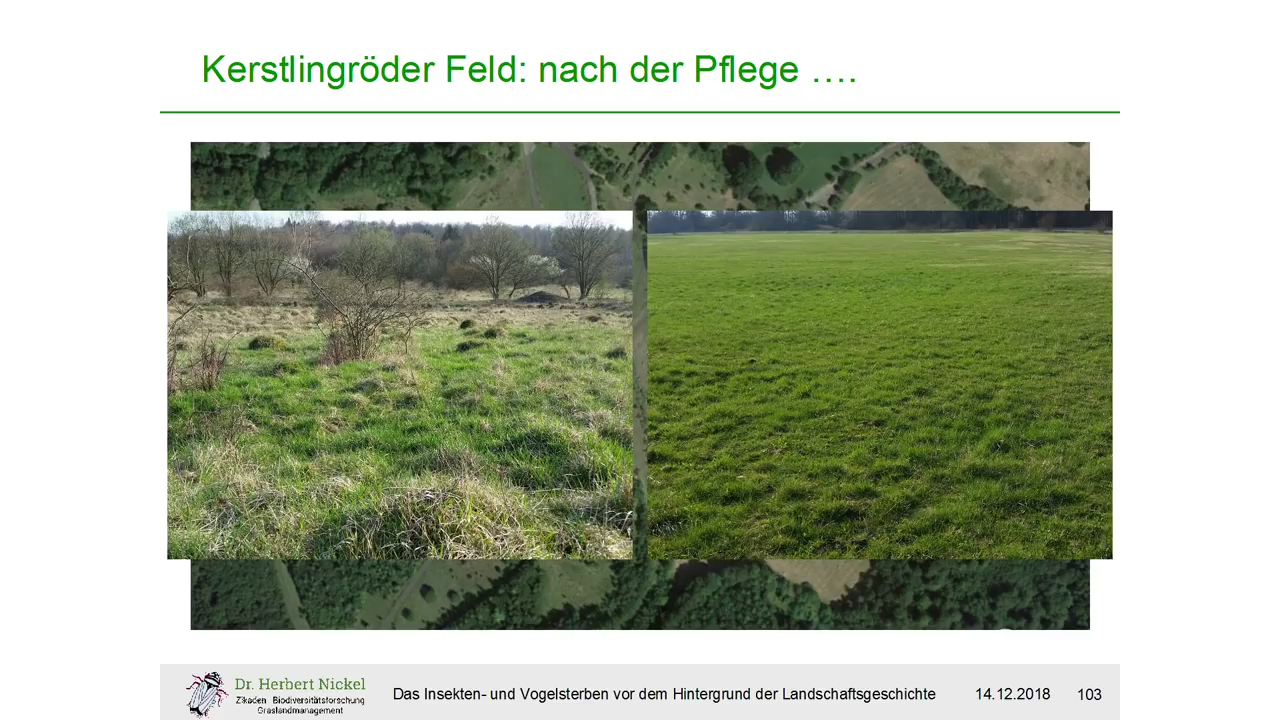 Kerstlingröder Feld: nach der Pflege ….
Dr. Herbert Nickel
Zikaden Biodiversitätsforschung
Graslandmanagement
Das Insekten- und Vogelsterben vor dem Hintergrund der Landschaftsgeschichte
14.12.2018
103